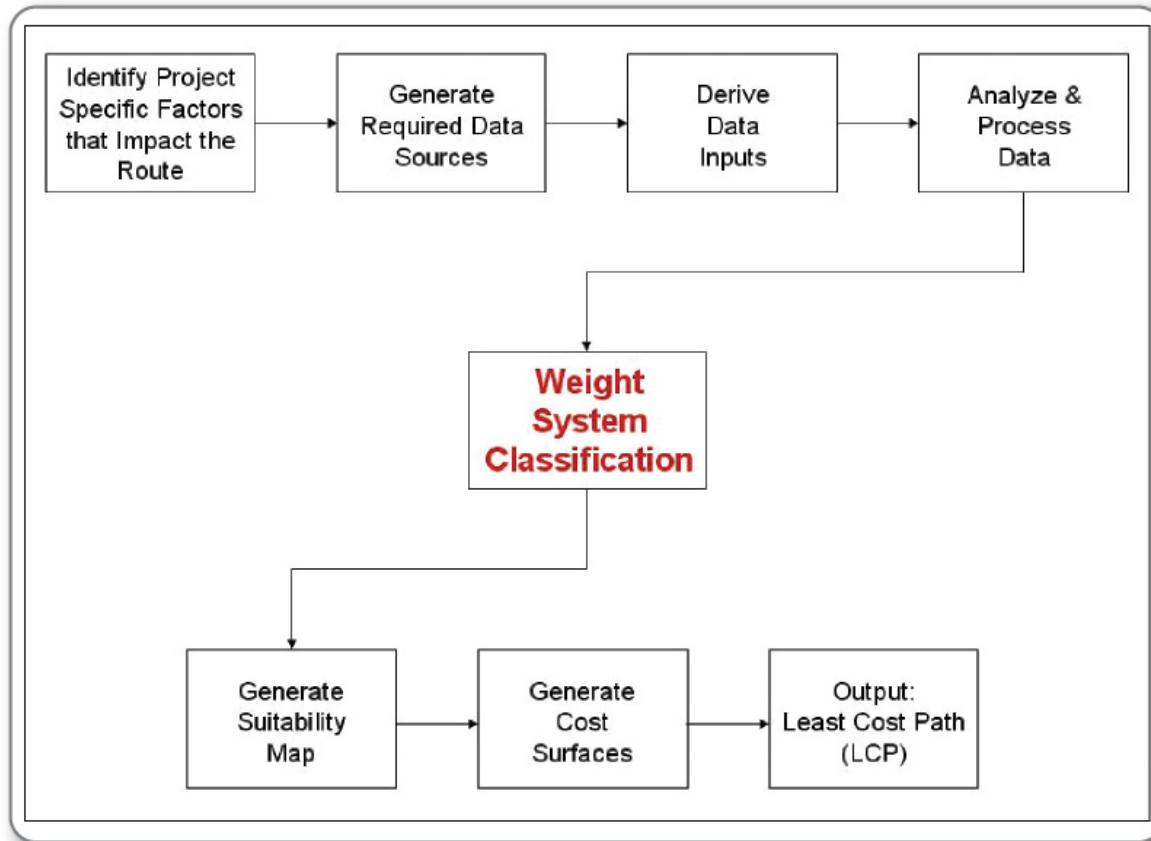 Identify Project
Specific Factors
that Impact the
Route
Generate
Required Data
Sources
Derive
Data
Inputs
Analyze &
Process
Data
Weight
System
Classification
Generate
Suitability
Map
Generate
Cost
Surfaces
Output:
Least Cost Path
(LCP)